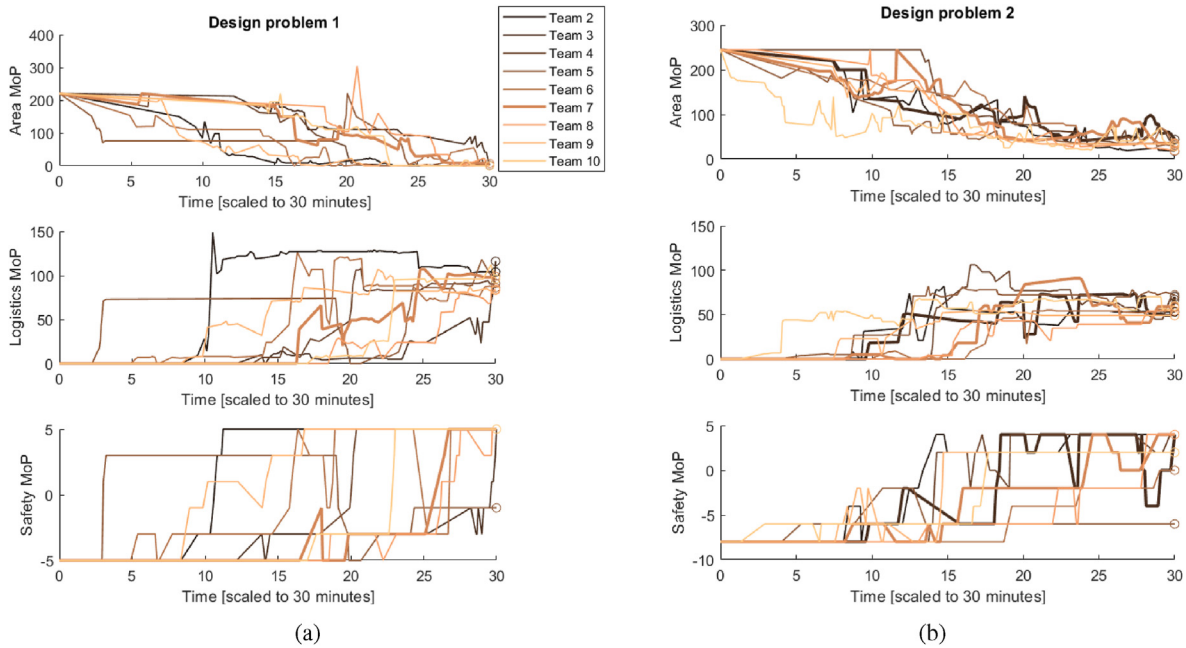 Design problem 1
Area MoP
400
300
200
100
0
0 5 10 15 20 25 30
Time [scaled to 30 minutes]
Team 2
Team 3
Team 4
Team 5
Team 6
Team 7
Team 8
Team 9
Team 10
Logistics MoP
150
100
50
0
0 5 10 15 20 25 30
Time [scaled to 30 minutes]
Safety MoP
5
0
-5
0 5 10 15 20 25 30
Time [scaled to 30 minutes]
(a)
Design problem 2
Area MoP
300
200
100
0
0 5 10 15 20 25 30
Time [scaled to 30 minutes]
Logistics MoP
150
100
50
0
0 5 10 15 20 25 30
Time [scaled to 30 minutes]
Safety MoP
5
0
-5
-10
0 5 10 15 20 25 30
Time [scaled to 30 minutes]
(b)